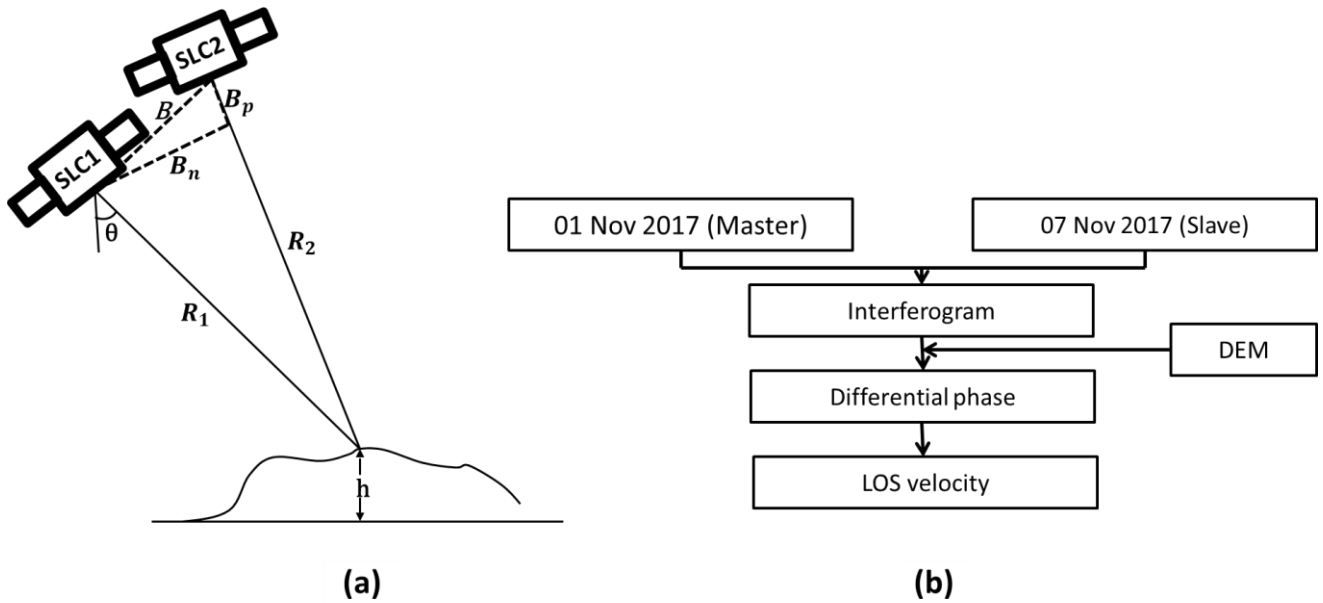 SLC2
SLC1
B
B_p
B_n
θ
R_2
R_1
h
(a)
01 Nov 2017 (Master)
07 Nov 2017 (Slave)
Interferogram
DEM
Differential phase
LOS velocity
(b)